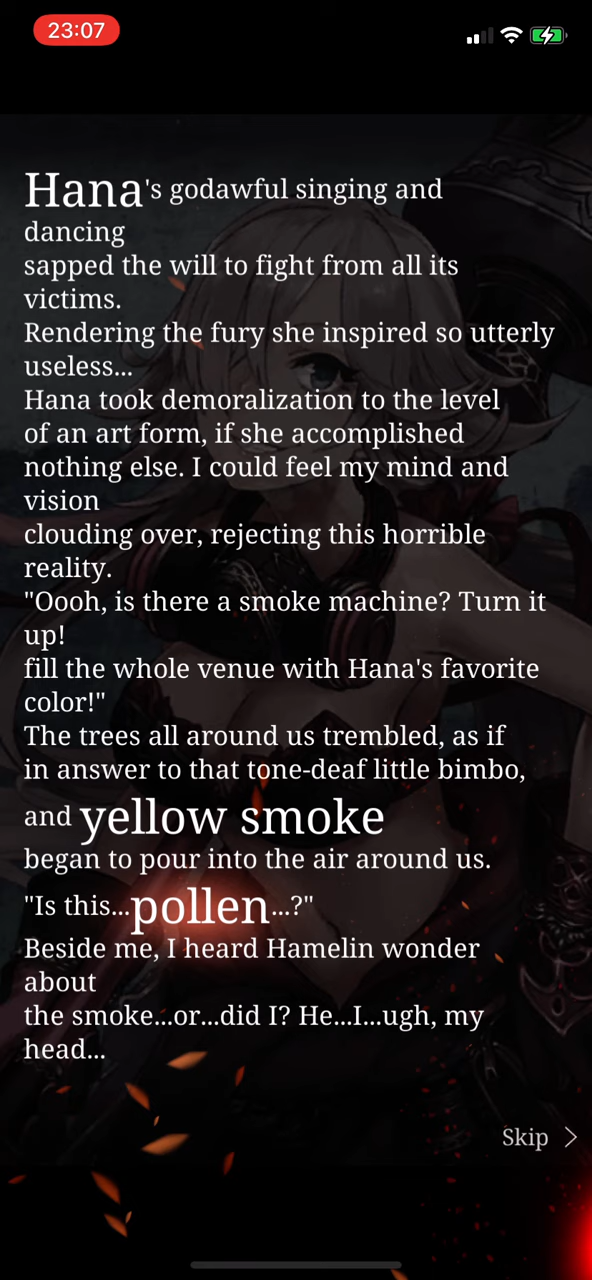 23:07
Hana's godawful singing and
dancing
sapped the will to fight from all its
victims.
Rendering the fury she inspired so utterly
useless...
Hana took demoralization to the level
of an art form, if she accomplished
nothing else. I could feel my mind and
vision
clouding over, rejecting this horrible
reality.
"Oooh, is there a smoke machine? Turn it
up!
fill the whole venue with Hana's favorite
color!"
The trees all around us trembled, as if
in answer to that tone-deaf little bimbo,
and yellow smoke
began to pour into the air around us.
"Is this...pollen...?"
Beside me, I heard Hamelin wonder
about
the smoke...or...did I? He...I...ugh, my
head...
Skip